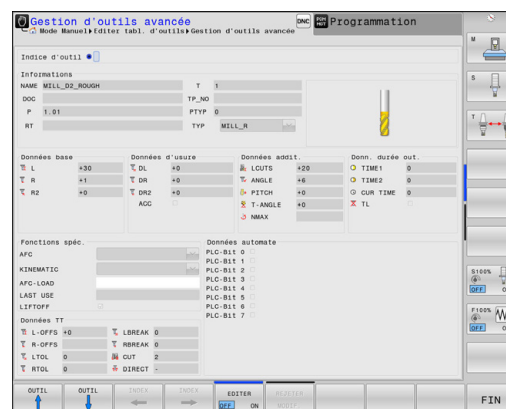 Gestion d'outils avancée
DNC
Programmation
Mode Manuel Editer tabl. d'outils Gestion d'outils avancée
Indice d'outil
Informations
NAME MILL_D2_ROUGH T 1
DOC TP_NO
P 1.01 PTYP 0
RT TYP MILL_R
Données base Données d'usure Données addit. Donn. durée out.
L +30 DL +0 LCUTS +20 TIME1 0
R +1 DR +0 ANGLE +6 TIME2 0
R2 +0 DR2 +0 PITCH +0 CUR TIME 0
ACC T-ANGLE +0 TL
NMAX
Fonctions spéc. Données automate
AFC PLC-Bit 0
PLC-Bit 1
KINEMATIC PLC-Bit 2
PLC-Bit 3
AFC-LOAD PLC-Bit 4
LAST USE PLC-Bit 5
LIFTOFF PLC-Bit 6
PLC-Bit 7
Données TT
L-OFFS +0 LBREAK 0
R-OFFS RBREAK 0
LTOL 0 CUT 2
RTOL 0 DIRECT -
M
S
T
S100%
OFF
F100%
OFF
OUTIL OUTIL INDEX INDEX EDITER
OFF ON
FIN